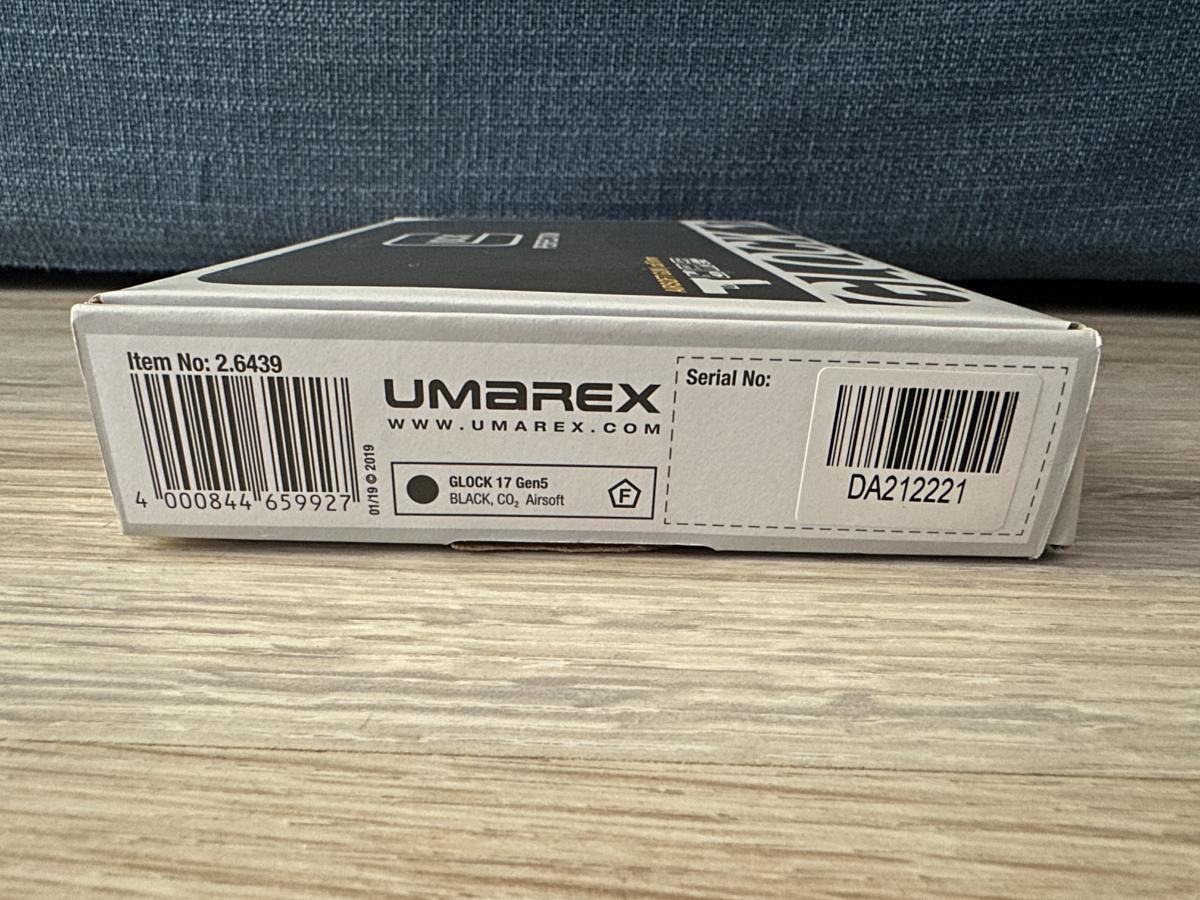 GLOCK
Item No: 2.6439
4 000844 659927
01/19 © 2019
UMAREX
WWW.UMAREX.COM
GLOCK 17 Gen5
BLACK, CO₂ Airsoft
F
Serial No:
DA212221